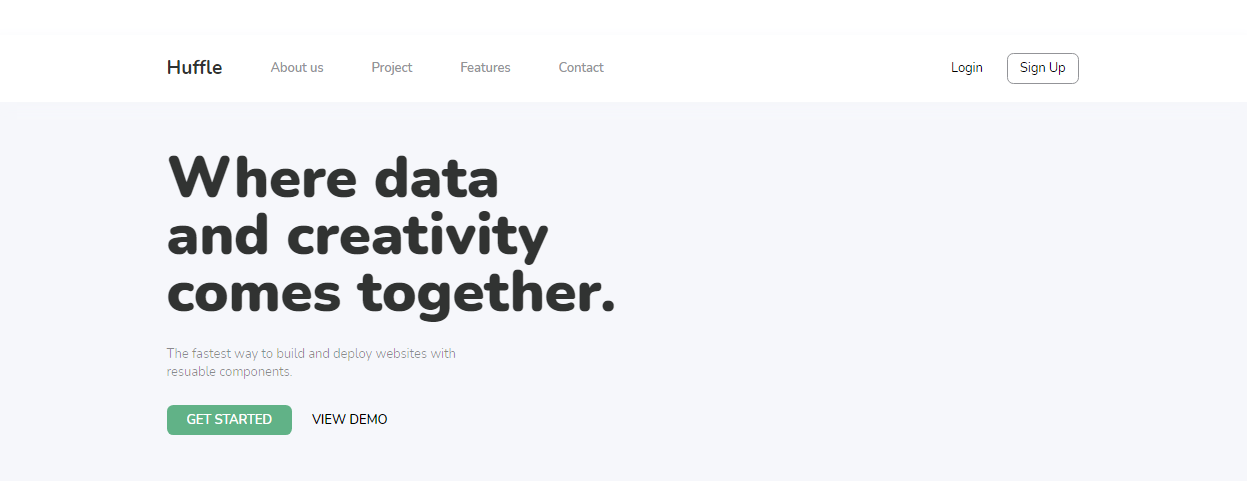 Huffle About us Project Features Contact Login Sign Up
Where data
and creativity
comes together.
The fastest way to build and deploy websites with
resuable components.
GET STARTED VIEW DEMO